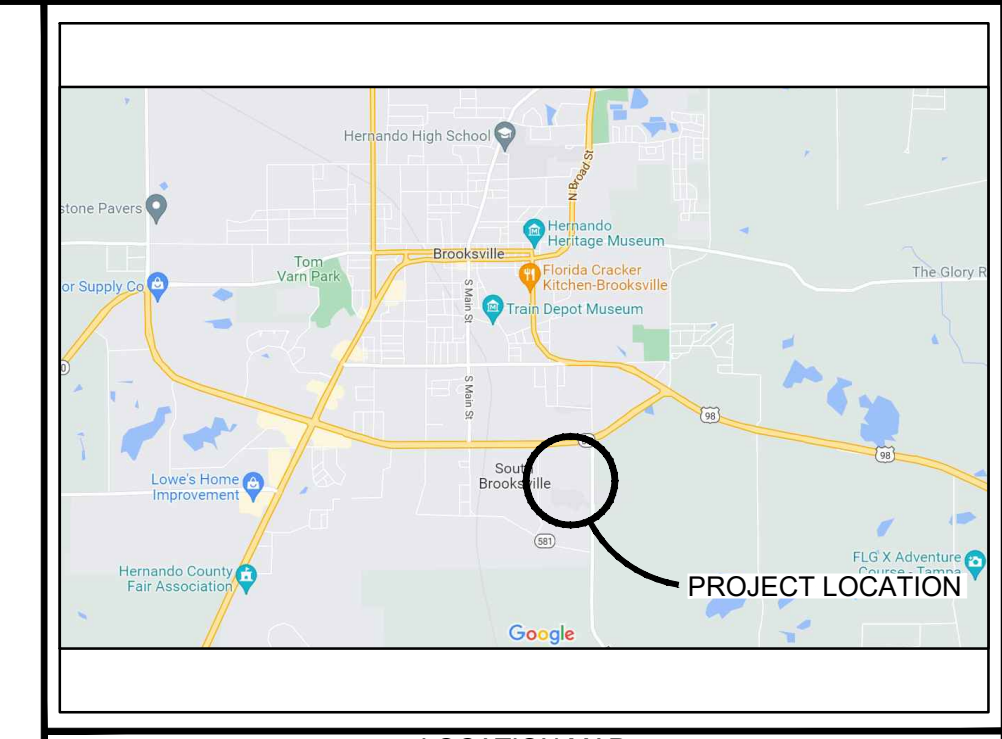 Hernando High School
N Broad St
stone Pavers
Hernando
Heritage Museum
Brooksville
Tom
Varn Park
Florida Cracker
Kitchen-Brooksville
The Glory R
or Supply Co
S Main St
Train Depot Museum
S Main St
98
98
South
Brooksville
Lowe's Home
Improvement
581
FLG X Adventure
Course - Tampa
Hernando County
Fair Association
PROJECT LOCATION
Google